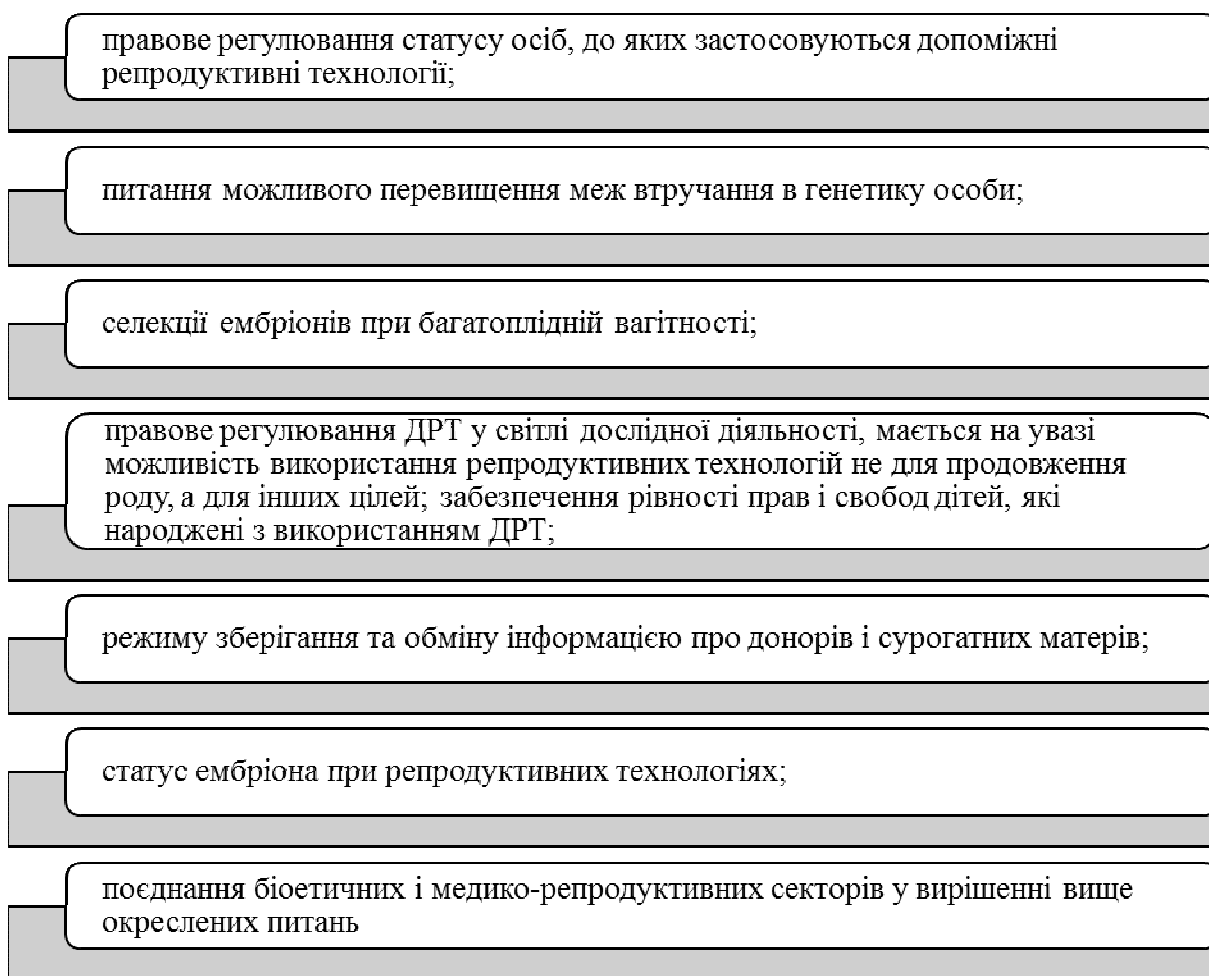 правове регулювання статусу осіб, до яких застосовуються допоміжні
репродуктивні технології;
питання можливого перевищення меж втручання в генетику особи;
селекції ембріонів при багатоплідній вагітності;
правове регулювання ДРТ у світлі дослідної діяльності, мається на увазі
можливість використання репродуктивних технологій не для продовження
роду, а для інших цілей; забезпечення рівності прав і свобод дітей, які
народжені з використанням ДРТ;
режиму зберігання та обміну інформацією про донорів і сурогатних матерів;
статус ембріона при репродуктивних технологіях;
поєднання біоетичних і медико-репродуктивних секторів у вирішенні вище
окреслених питань